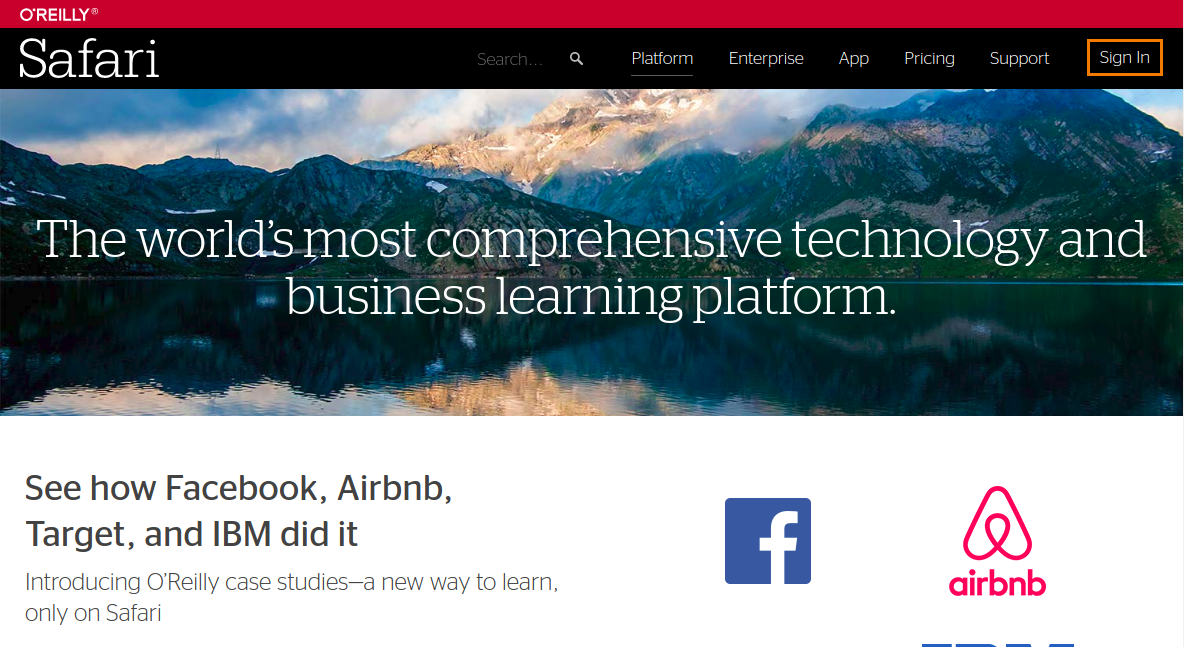 O'REILLY®
Safari
Search...
Platform
Enterprise
App
Pricing
Support
Sign In
The world's most comprehensive technology and
business learning platform.
See how Facebook, Airbnb,
Target, and IBM did it
Introducing O'Reilly case studies—a new way to learn,
only on Safari
f
airbnb